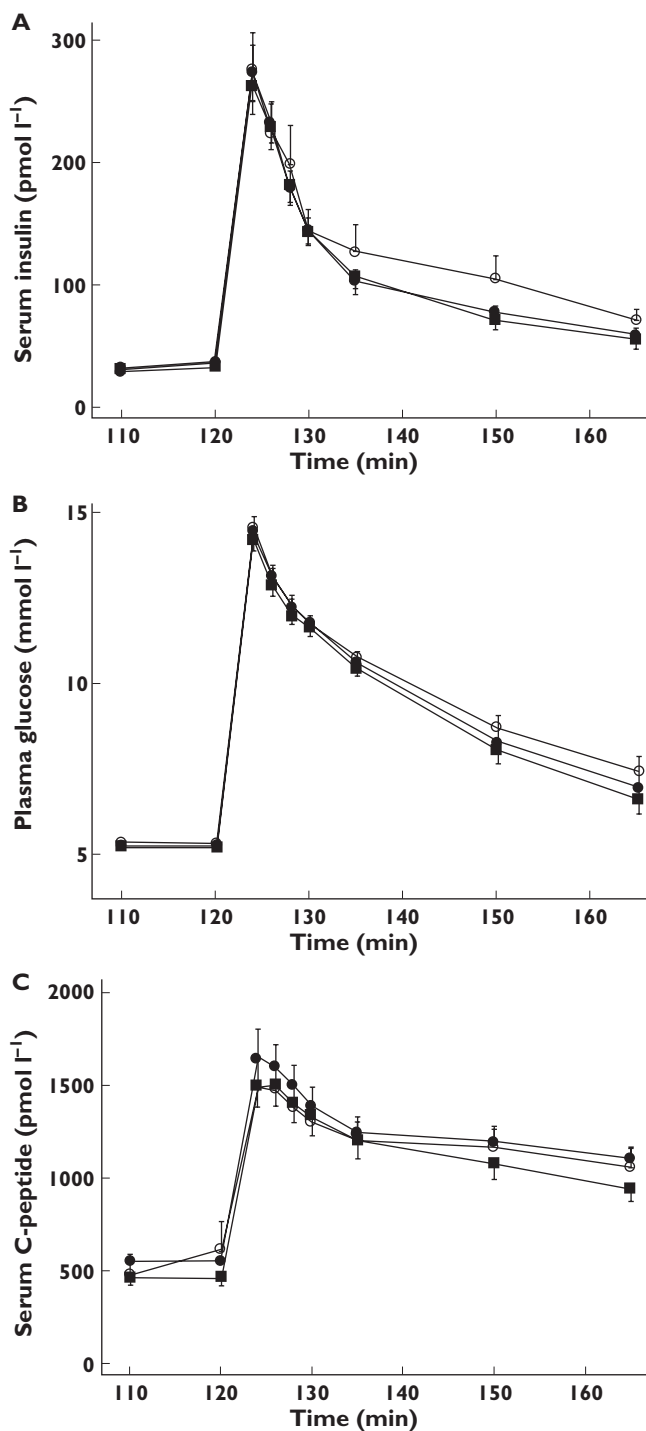 A
Serum insulin (pmol l⁻¹)
300
200
100
0
110 120 130 140 150 160
Time (min)
B
Plasma glucose (mmol l⁻¹)
15
10
5
110 120 130 140 150 160
Time (min)
C
Serum C-peptide (pmol l⁻¹)
2000
1500
1000
500
0
110 120 130 140 150 160
Time (min)